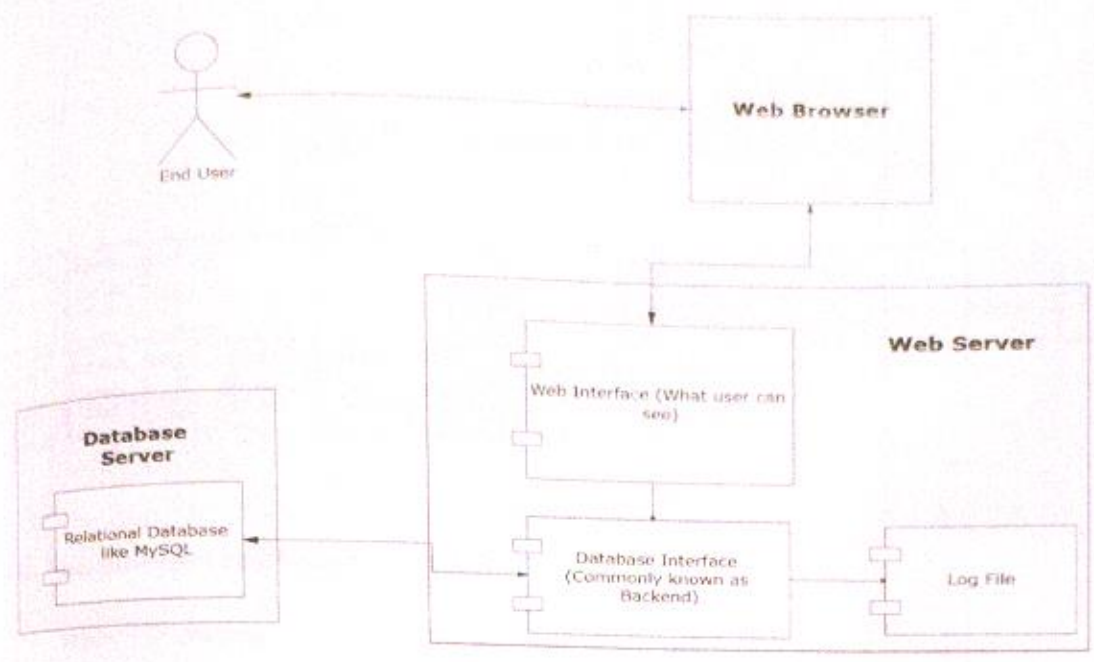 End User
Web Browser
Web Server
Web Interface (What user can
see)
Database
Server
Relational Database
like MySQL
Database Interface
(Commonly known as
Backend)
Log File